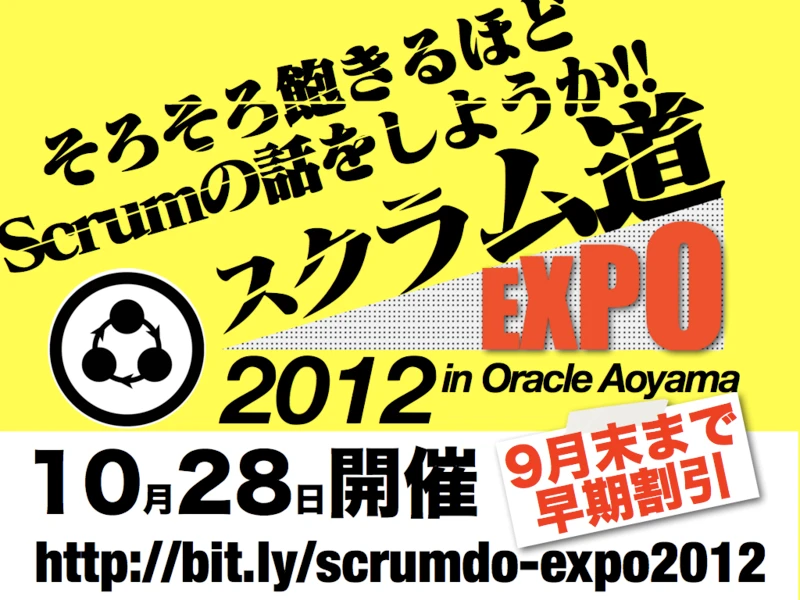 そろそろ飽きるほど
Scrumの話をしようか!!
スクラム道
EXPO
2012 in Oracle Aoyama
10月28日開催
9月末まで
早期割引
http://bit.ly/scrumdo-expo2012